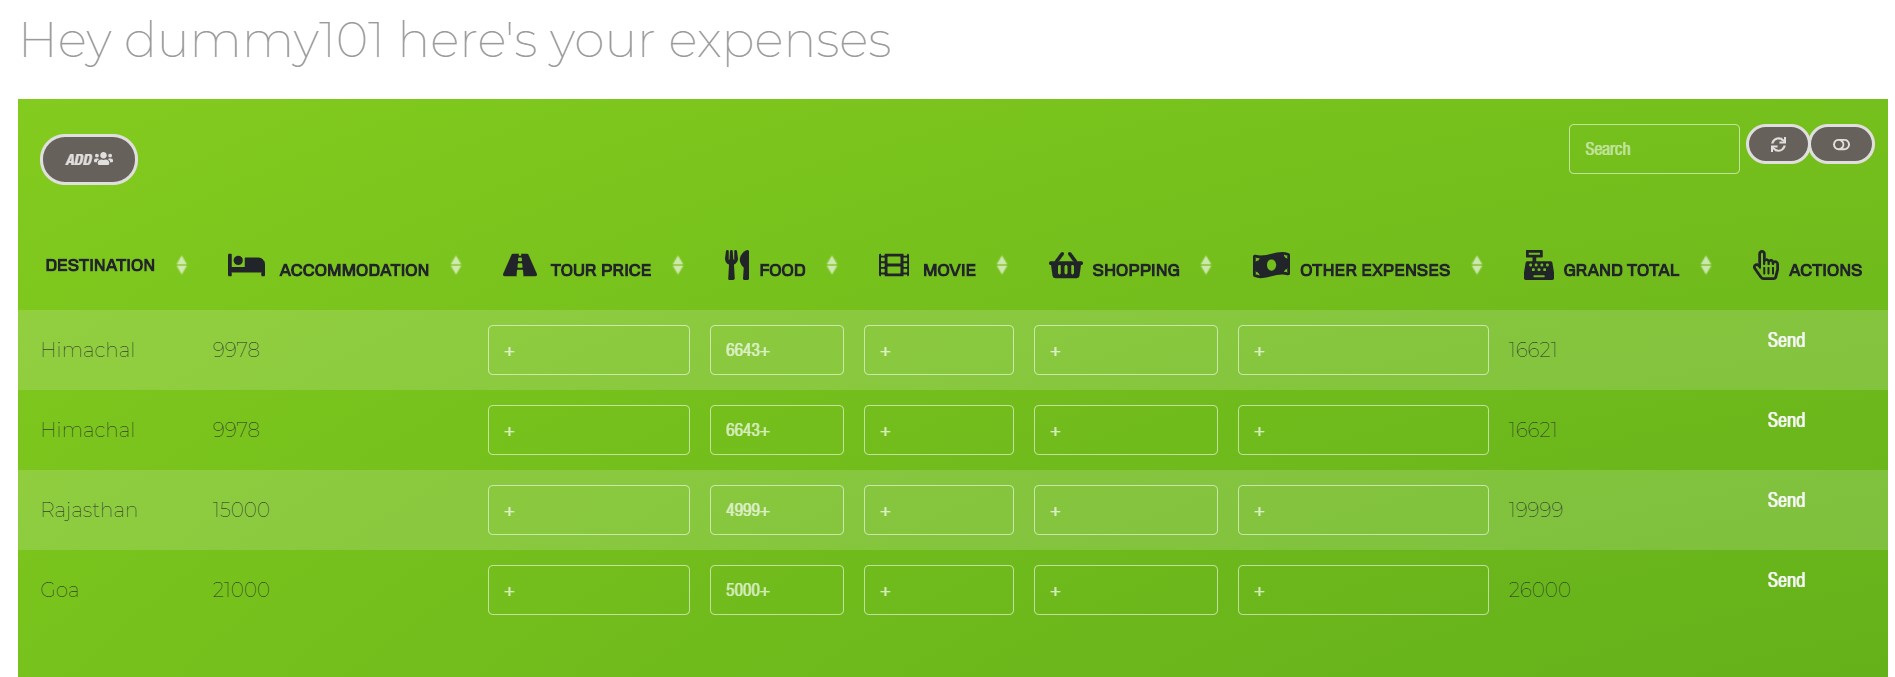 Hey dummy101 here's your expenses
ADD
Search
DESTINATION ACCOMMODATION TOUR PRICE FOOD MOVIE SHOPPING OTHER EXPENSES GRAND TOTAL ACTIONS
Himachal 9978 + 6643+ + + + 16621 Send
Himachal 9978 + 6643+ + + + 16621 Send
Rajasthan 15000 + 4999+ + + + 19999 Send
Goa 21000 + 5000+ + + + 26000 Send